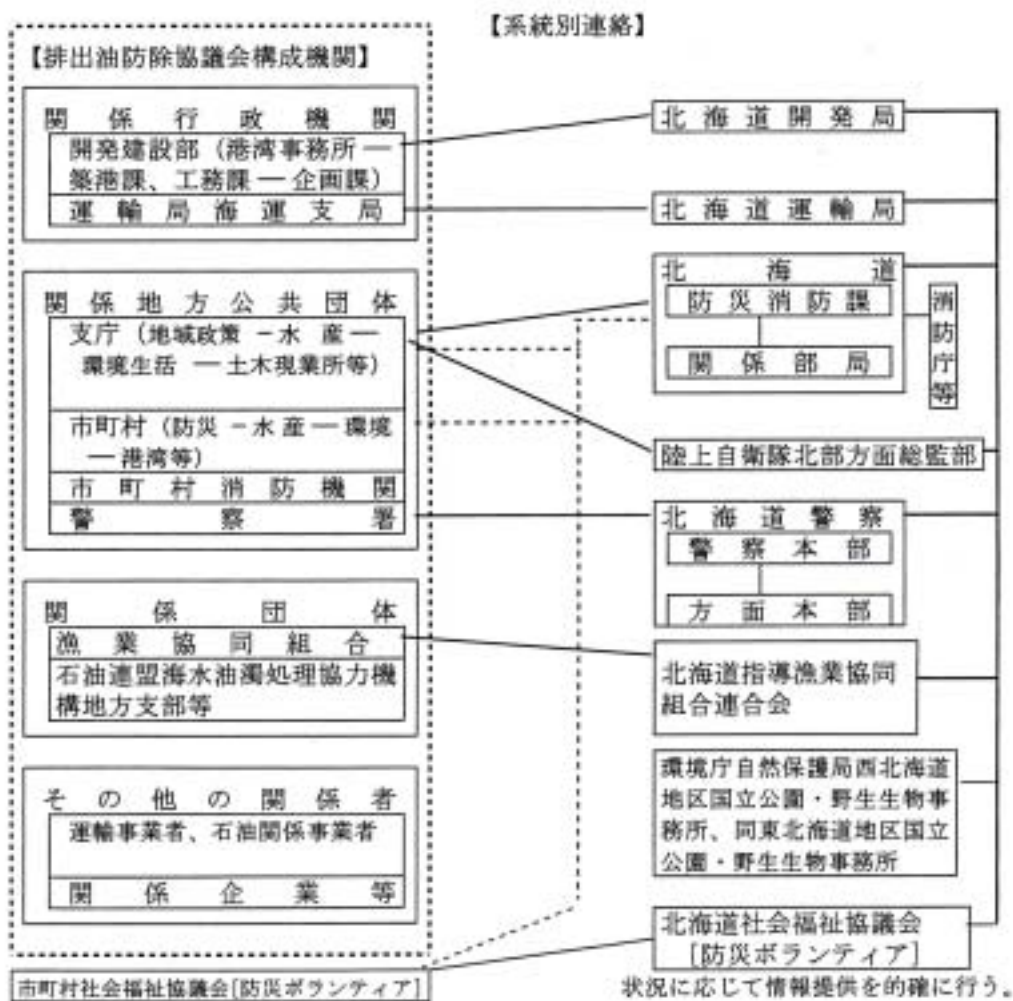 【系統別連絡】
【排出油防除協議会構成機関】
関係行政機関
開発建設部（港湾事務所―
築港課、工務課―企画課）
運輸局海運支局
関係地方公共団体
支庁（地域政策－水産―
環境生活―土木現業所等）
市町村（防災－水産―環境
―港湾等）
市町村消防機関
警察署
関係団体
漁業協同組合
石油連盟海水油濁処理協力機
構地方支部等
その他の関係者
運輸事業者、石油関係事業者
関係企業等
市町村社会福祉協議会[防災ボランティア]
北海道開発局
北海道運輸局
北海道
防災消防課
関係部局
消防庁等
陸上自衛隊北部方面総監部
北海道警察
警察本部
方面本部
北海道指導漁業協同
組合連合会
環境庁自然保護局西北海道
地区国立公園・野生生物事
務所、同東北海道地区国立
公園・野生生物事務所
北海道社会福祉協議会
[防災ボランティア]
状況に応じて情報提供を的確に行う。